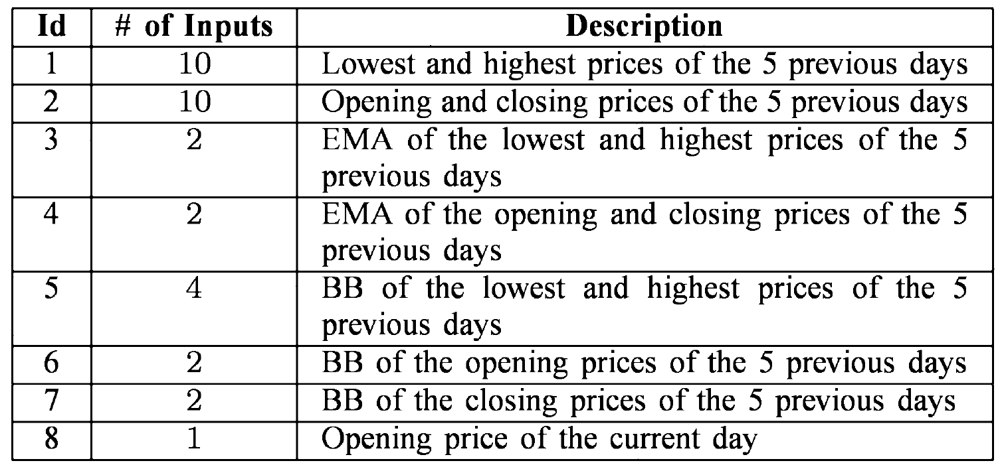 Id # of Inputs Description
1 10 Lowest and highest prices of the 5 previous days
2 10 Opening and closing prices of the 5 previous days
3 2 EMA of the lowest and highest prices of the 5
previous days
4 2 EMA of the opening and closing prices of the 5
previous days
5 4 BB of the lowest and highest prices of the 5
previous days
6 2 BB of the opening prices of the 5 previous days
7 2 BB of the closing prices of the 5 previous days
8 1 Opening price of the current day